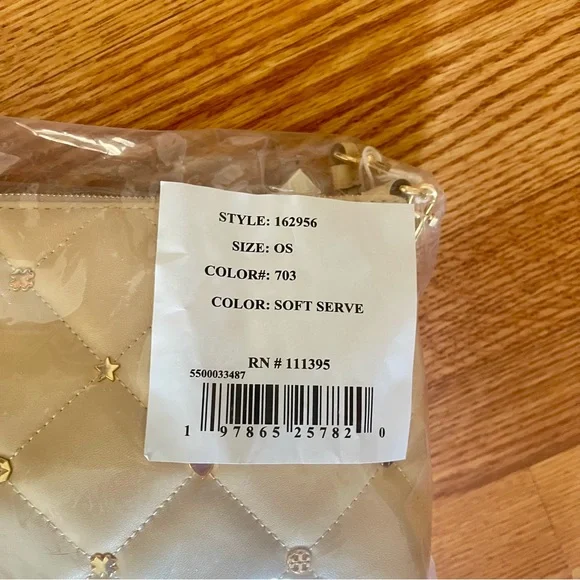 STYLE: 162956
SIZE: OS
COLOR#: 703
COLOR: SOFT SERVE
RN # 111395
5500033487
1 97865 25782 0